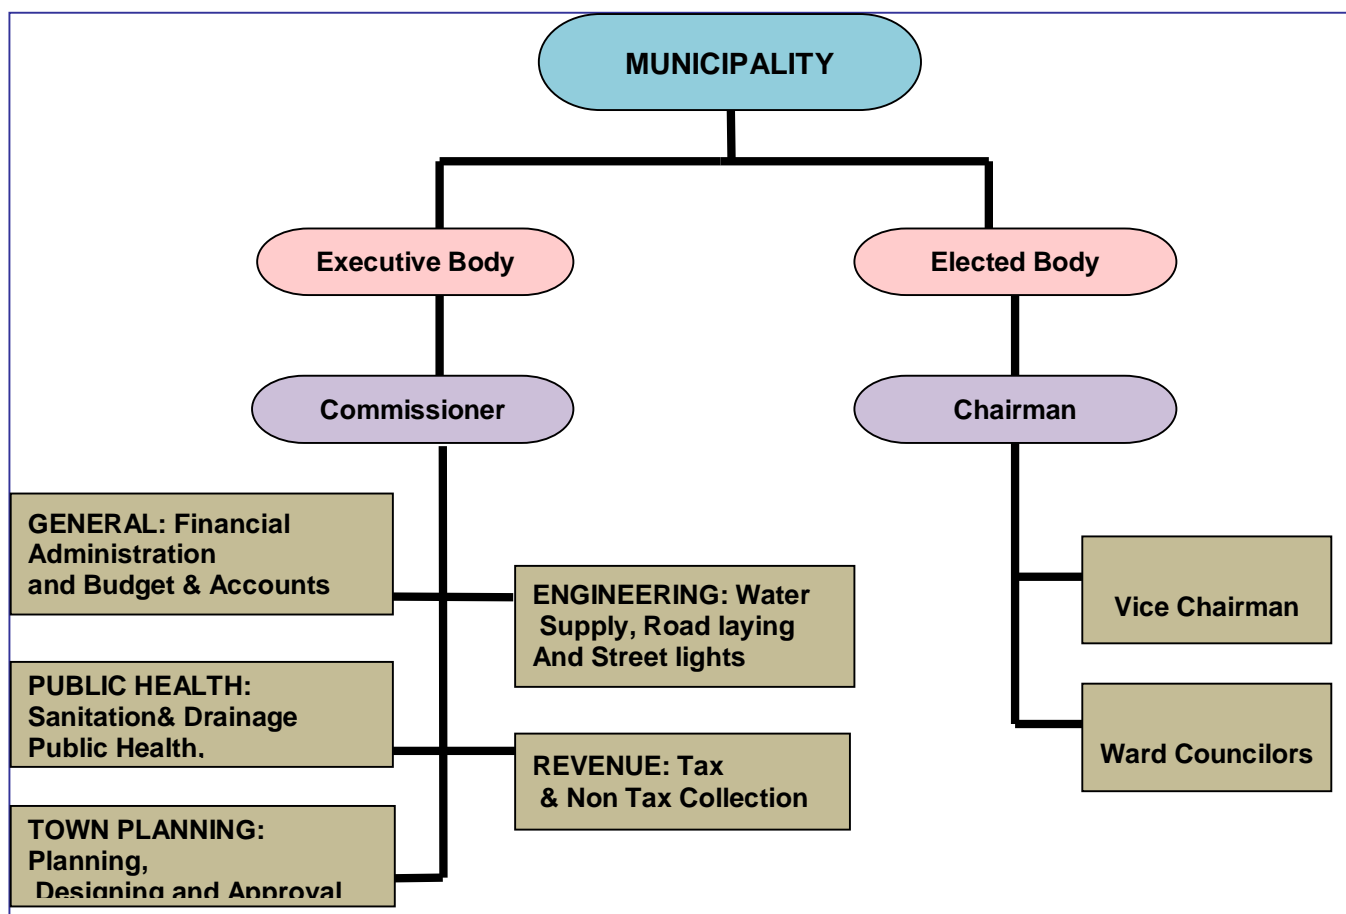 MUNICIPALITY
Executive Body
Elected Body
Commissioner
Chairman
GENERAL: Financial
Administration
and Budget & Accounts
ENGINEERING: Water
Supply, Road laying
And Street lights
Vice Chairman
PUBLIC HEALTH:
Sanitation& Drainage
Public Health,
REVENUE: Tax
& Non Tax Collection
Ward Councilors
TOWN PLANNING:
Planning,
Designing and Approval